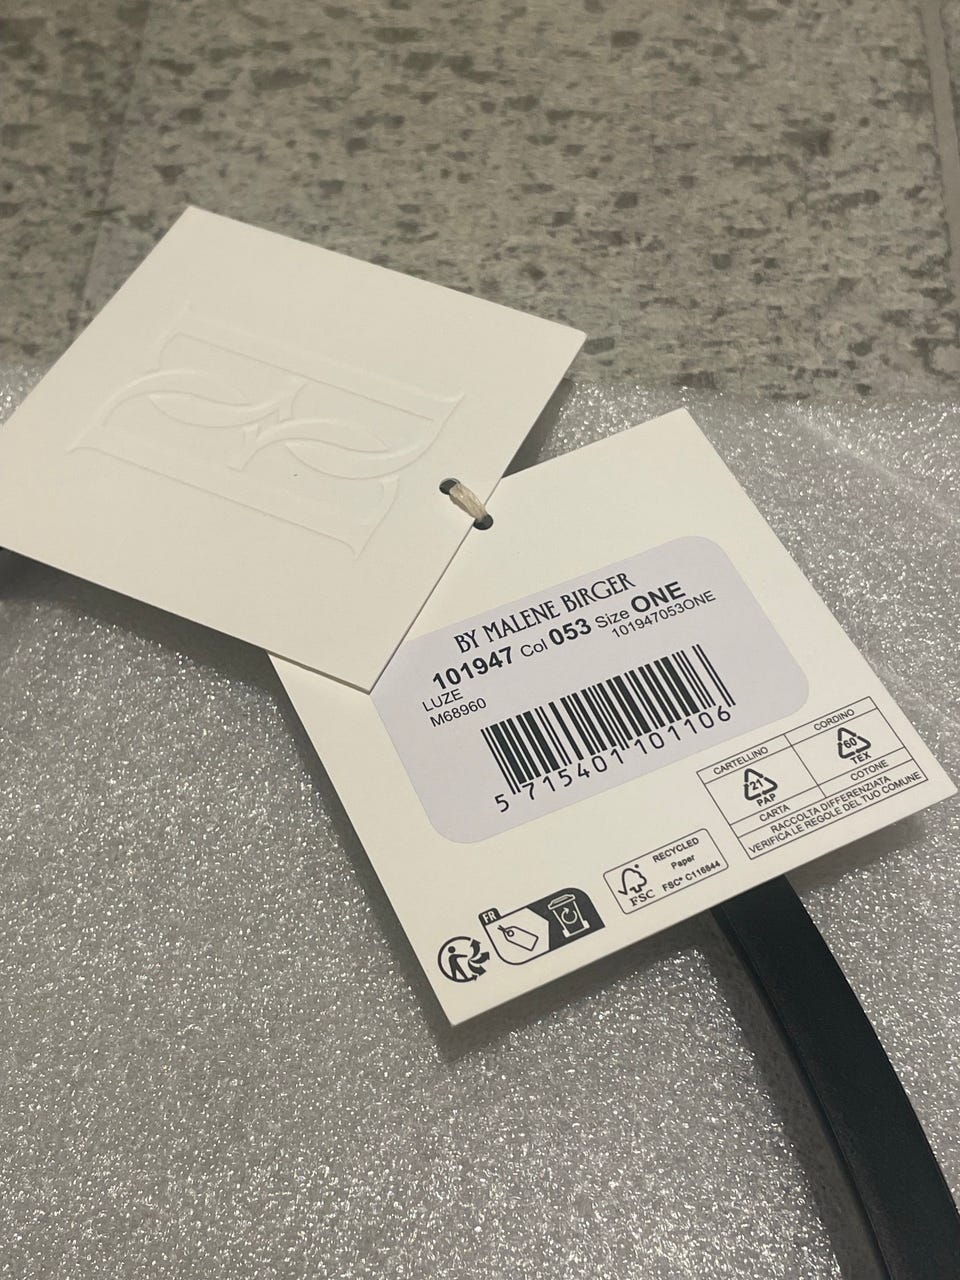 BY MALENE BIRGER
101947 Col 053 Size ONE
101947053ONE
LUZE
M68960
5 715401 101106
CARTELLINO
CORDINO
21
PAP
60
TEX
CARTA
COTONE
RACCOLTA DIFFERENZIATA
VERIFICA LE REGOLE DEL TUO COMUNE
FSC
RECYCLED
Paper
FSC® C116844
FR